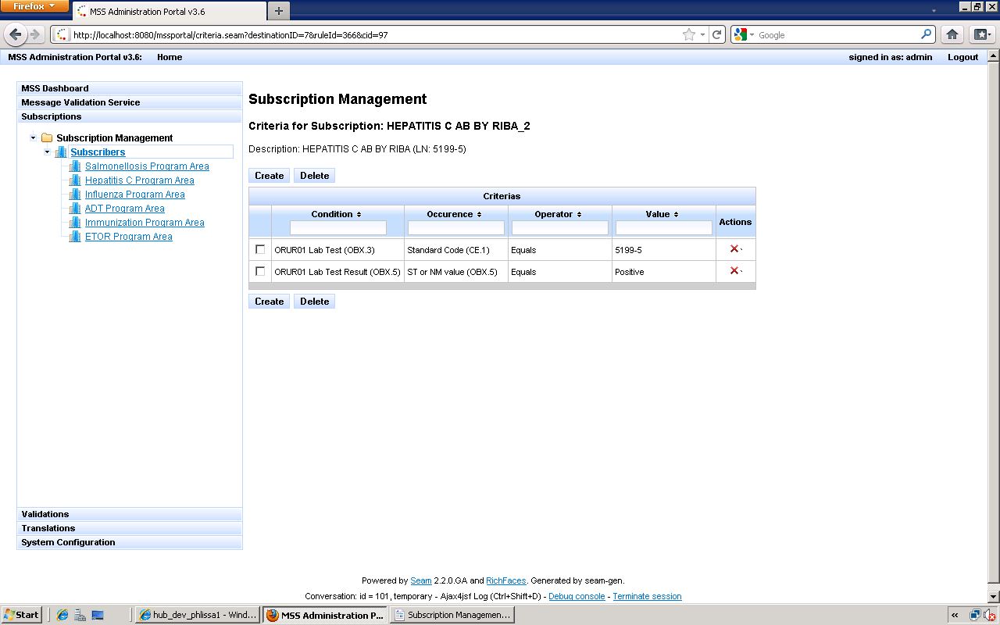 Firefox
MSS Administration Portal v3.6
http://localhost:8080/mssportal/criteria.seam?destinationID=7&ruleId=366&cid=97
Google
MSS Administration Portal v3.6: Home signed in as: admin Logout
MSS Dashboard
Message Validation Service
Subscriptions
Subscription Management
Subscribers
Salmonellosis Program Area
Hepatitis C Program Area
Influenza Program Area
ADT Program Area
Immunization Program Area
ETOR Program Area
Validations
Translations
System Configuration
Subscription Management
Criteria for Subscription: HEPATITIS C AB BY RIBA_2
Description: HEPATITIS C AB BY RIBA (LN: 5199-5)
Create Delete
Criterias
Condition Occurence Operator Value Actions
ORUR01 Lab Test (OBX.3) Standard Code (CE.1) Equals 5199-5
ORUR01 Lab Test Result (OBX.5) ST or NM value (OBX.5) Equals Positive
Create Delete
Powered by Seam 2.2.0.GA and RichFaces. Generated by seam-gen.
Conversation: id = 101, temporary - Ajax4jsf Log (Ctrl+Shift+D) - Debug console - Terminate session
Start hub_dev_phlissa1 - Wind... MSS Administration P... Subscription Managemen... «